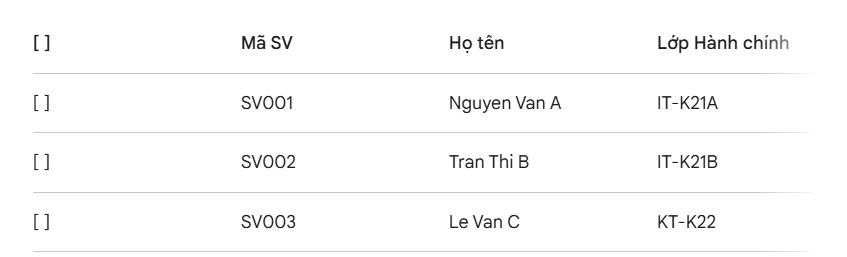 [ ] Mã SV Họ tên Lớp Hành chính
[ ] SV001 Nguyen Van A IT-K21A
[ ] SV002 Tran Thi B IT-K21B
[ ] SV003 Le Van C KT-K22